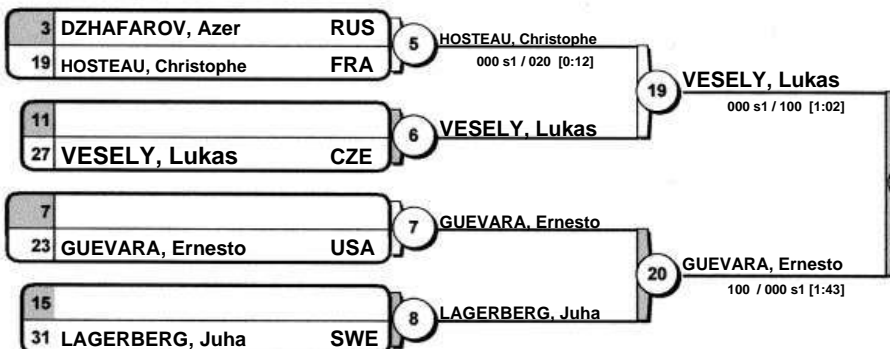 3 DZHAFAROV, Azer RUS
19 HOSTEAU, Christophe FRA
5
HOSTEAU, Christophe
000 s1 / 020 [0:12]
11
27 VESELY, Lukas CZE
6
VESELY, Lukas
19
VESELY, Lukas
000 s1 / 100 [1:02]
7
23 GUEVARA, Ernesto USA
7
GUEVARA, Ernesto
15
31 LAGERBERG, Juha SWE
8
LAGERBERG, Juha
20
GUEVARA, Ernesto
100 / 000 s1 [1:43]